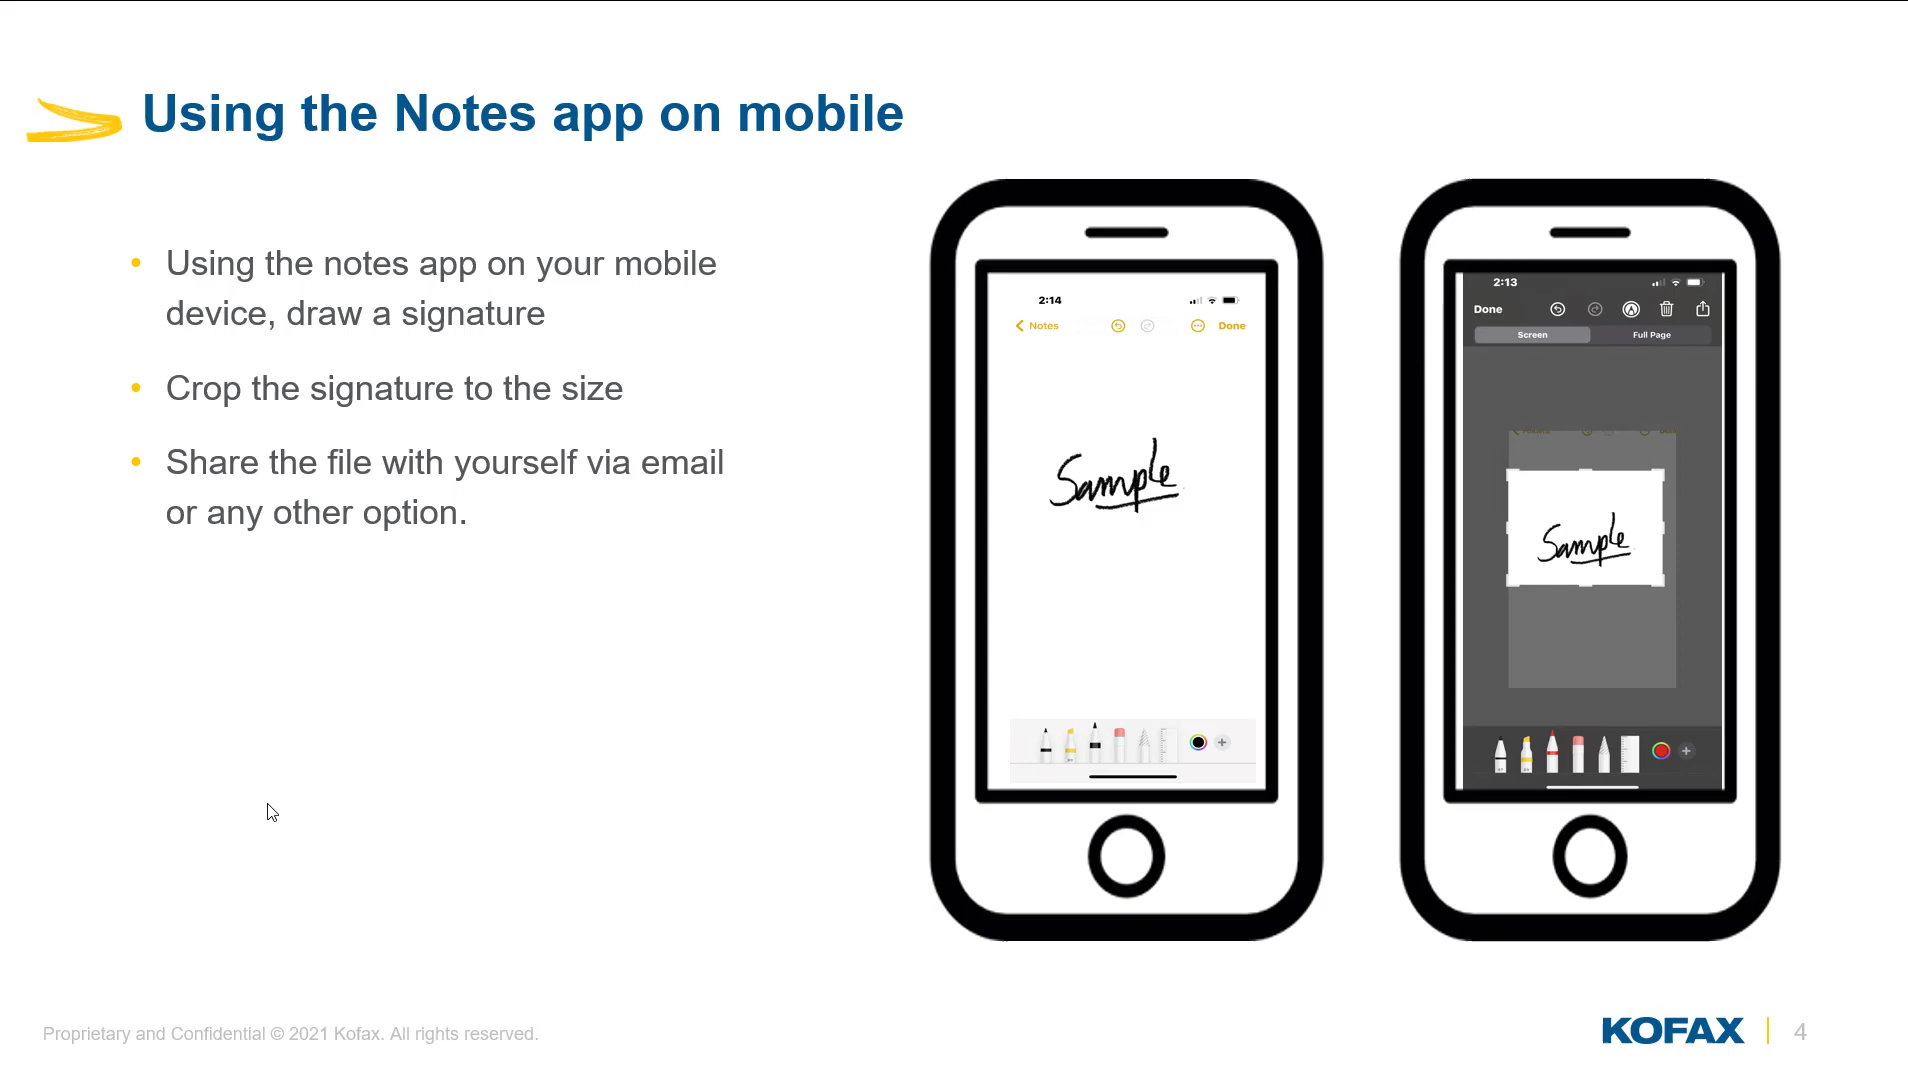 Using the Notes app on mobile
• Using the notes app on your mobile
device, draw a signature
• Crop the signature to the size
• Share the file with yourself via email
or any other option.
2:14
Notes
Done
Sample
2:13
Done
Screen
Full Page
Sample
Proprietary and Confidential © 2021 Kofax. All rights reserved.
KOFAX
4